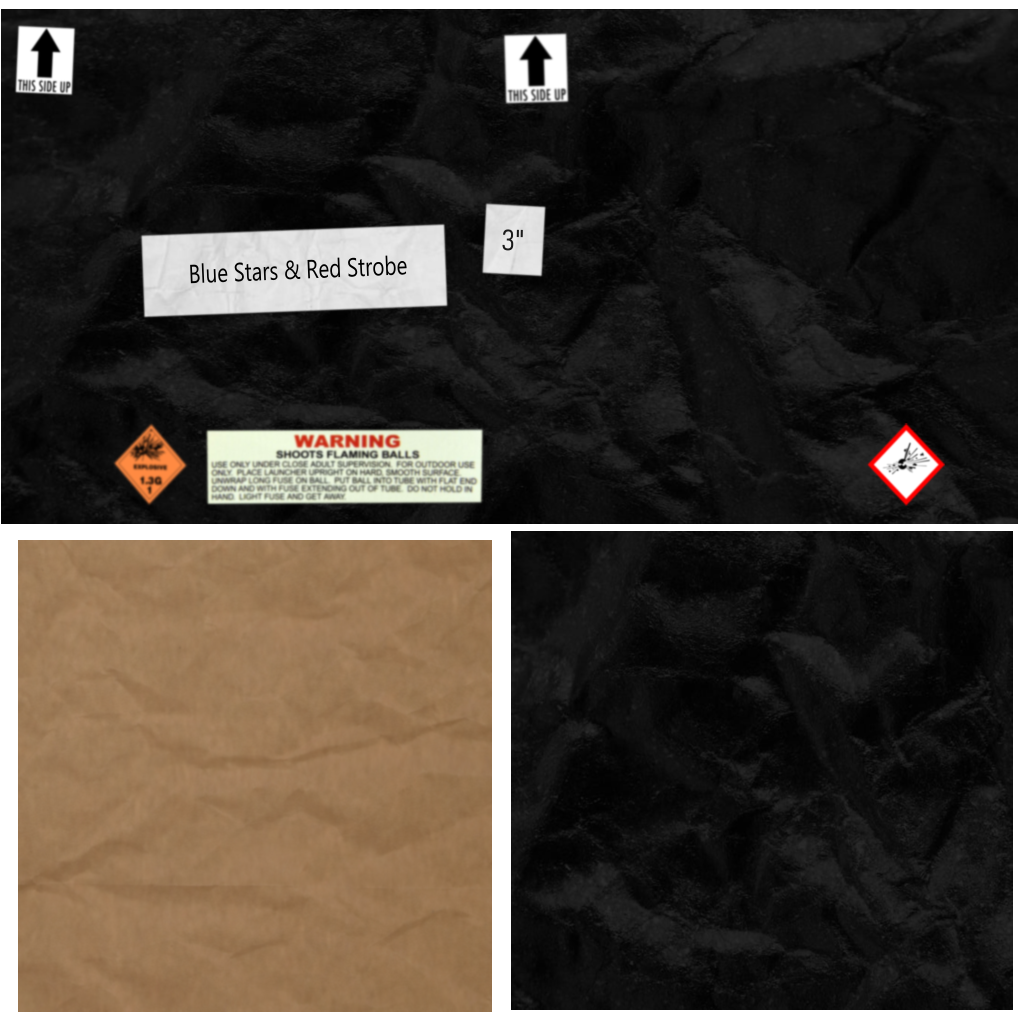 THIS SIDE UP
THIS SIDE UP
3"
Blue Stars & Red Strobe
EXPLOSIVE
1.3G
1
WARNING
SHOOTS FLAMING BALLS
USE ONLY UNDER CLOSE ADULT SUPERVISION. FOR OUTDOOR USE
ONLY. PLACE LAUNCHER UPRIGHT ON HARD, SMOOTH SURFACE.
UNWRAP LONG FUSE ON BALL. PUT BALL INTO TUBE WITH FLAT END
DOWN AND WITH FUSE EXTENDING OUT OF TUBE. DO NOT HOLD IN
HAND. LIGHT FUSE AND GET AWAY.